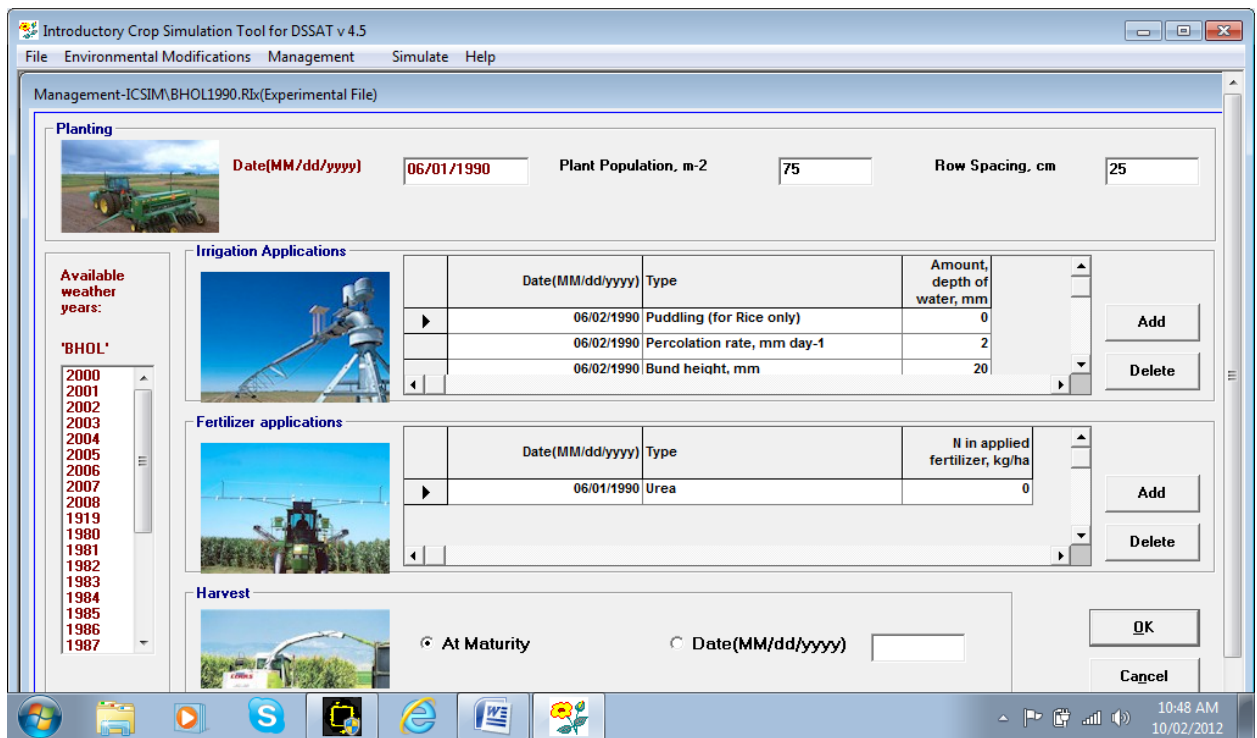 Introductory Crop Simulation Tool for DSSAT v 4.5
File Environmental Modifications Management Simulate Help
Management-ICSIM\BHOL1990.RIx(Experimental File)
Planting
Date(MM/dd/yyyy) 06/01/1990 Plant Population, m-2 75 Row Spacing, cm 25
Available
weather
years:
'BHOL'
2000
2001
2002
2003
2004
2005
2006
2007
2008
1919
1980
1981
1982
1983
1984
1985
1986
1987
Irrigation Applications
Date(MM/dd/yyyy) Type Amount, depth of water, mm
06/02/1990 Puddling (for Rice only) 0
06/02/1990 Percolation rate, mm day-1 2
06/02/1990 Bund height, mm 20
Add
Delete
Fertilizer applications
Date(MM/dd/yyyy) Type N in applied fertilizer, kg/ha
06/01/1990 Urea 0
Add
Delete
Harvest
At Maturity Date(MM/dd/yyyy)
OK
Cancel
10:48 AM
10/02/2012